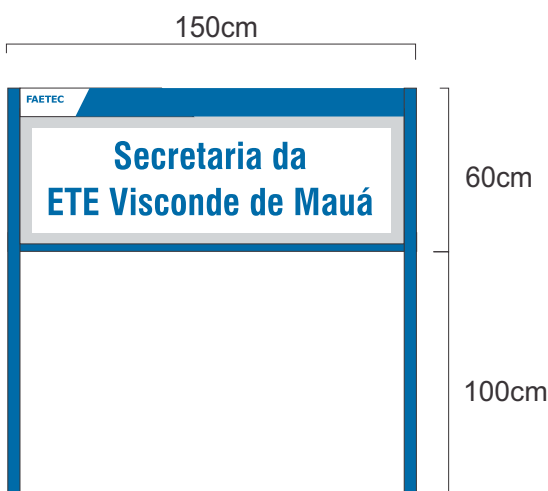 150cm
FAETEC
Secretaria da
ETE Visconde de Mauá
60cm
100cm